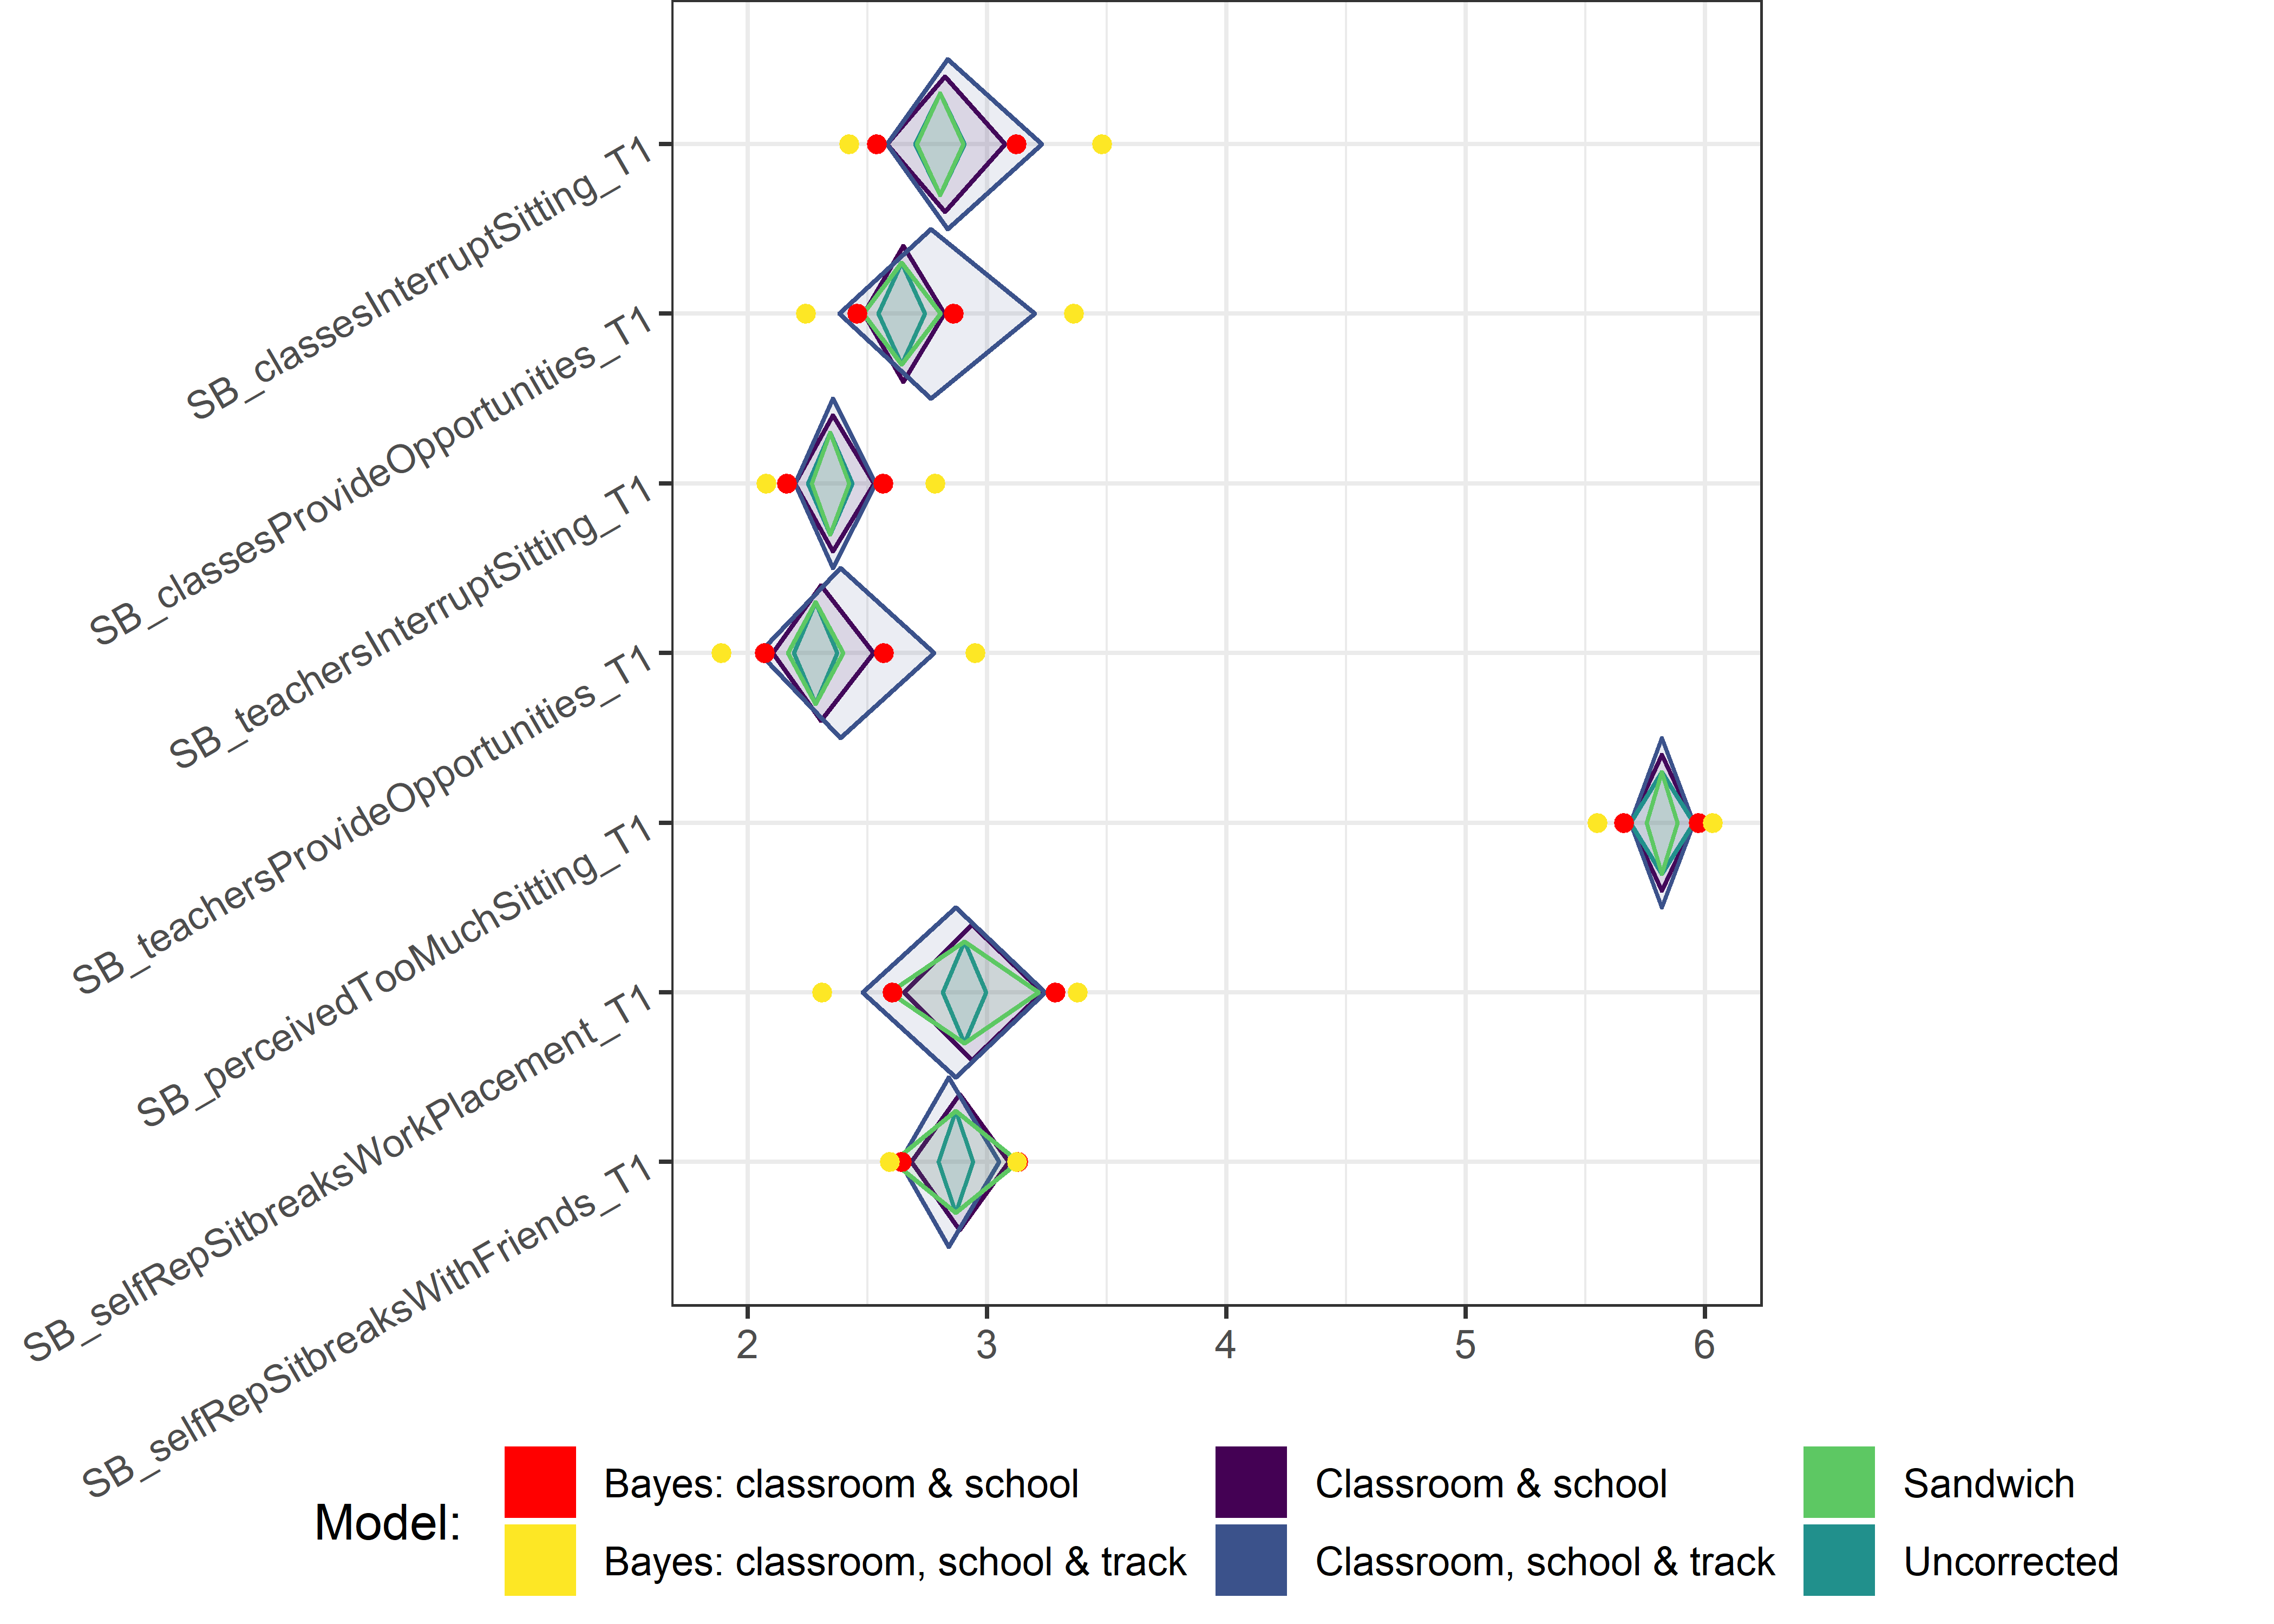 SB_classesInterruptSitting_T1
SB_classesProvideOpportunities_T1
SB_teachersInterruptSitting_T1
SB_teachersProvideOpportunities_T1
SB_perceivedTooMuchSitting_T1
SB_selfRepSitbreaksWorkPlacement_T1
SB_selfRepSitbreaksWithFriends_T1
2 3 4 5 6
Model:
Bayes: classroom & school
Bayes: classroom, school & track
Classroom & school
Classroom, school & track
Sandwich
Uncorrected